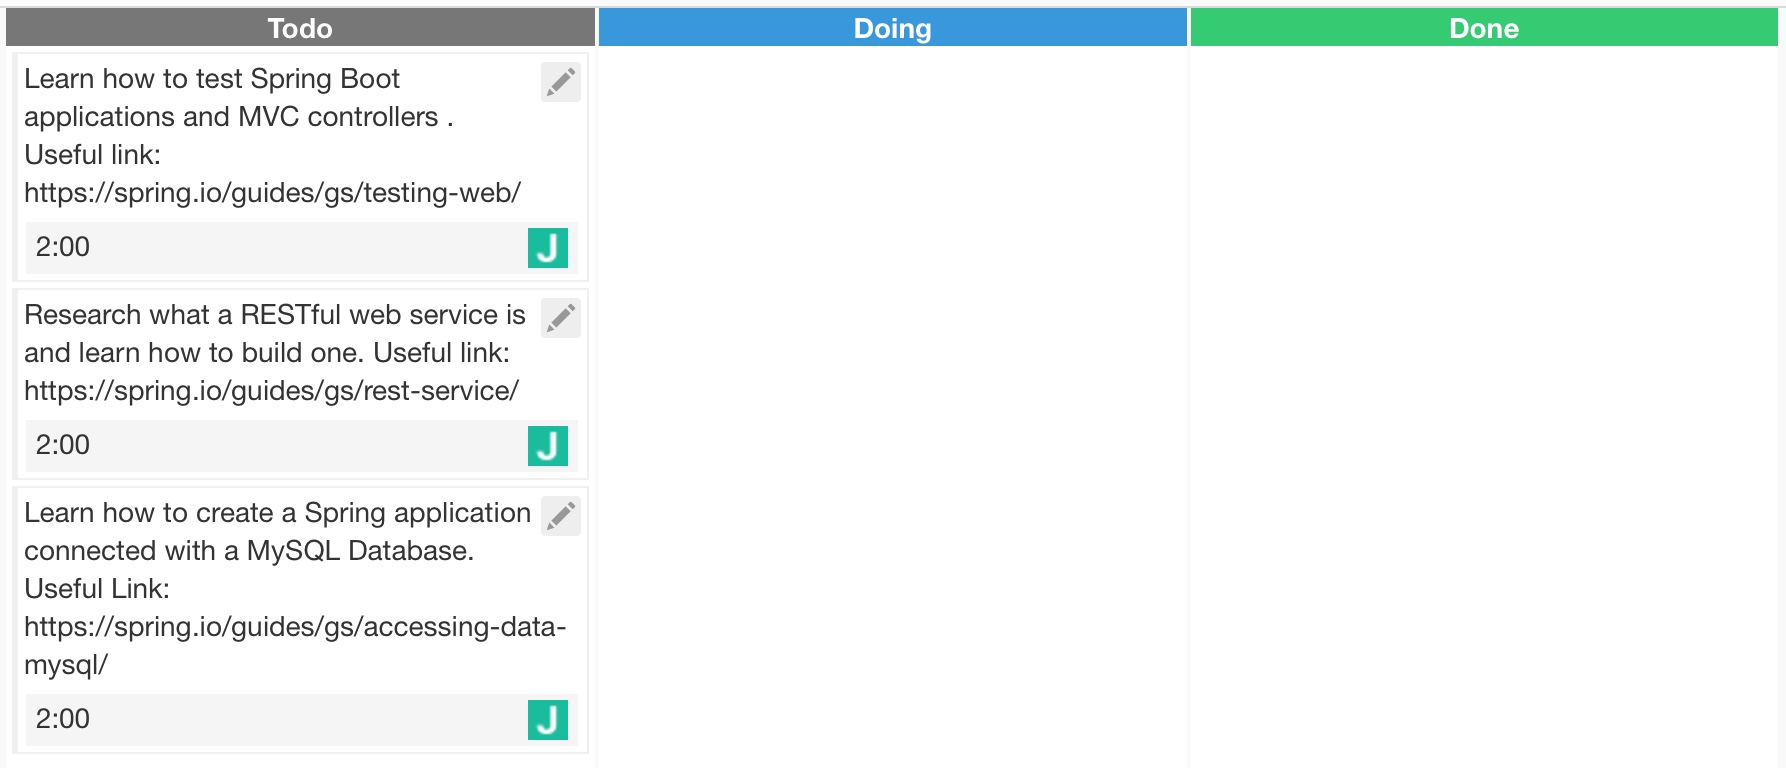 Todo
Doing
Done
Learn how to test Spring Boot
applications and MVC controllers .
Useful link:
https://spring.io/guides/gs/testing-web/
2:00
J
Research what a RESTful web service is
and learn how to build one. Useful link:
https://spring.io/guides/gs/rest-service/
2:00
J
Learn how to create a Spring application
connected with a MySQL Database.
Useful Link:
https://spring.io/guides/gs/accessing-data-
mysql/
2:00
J